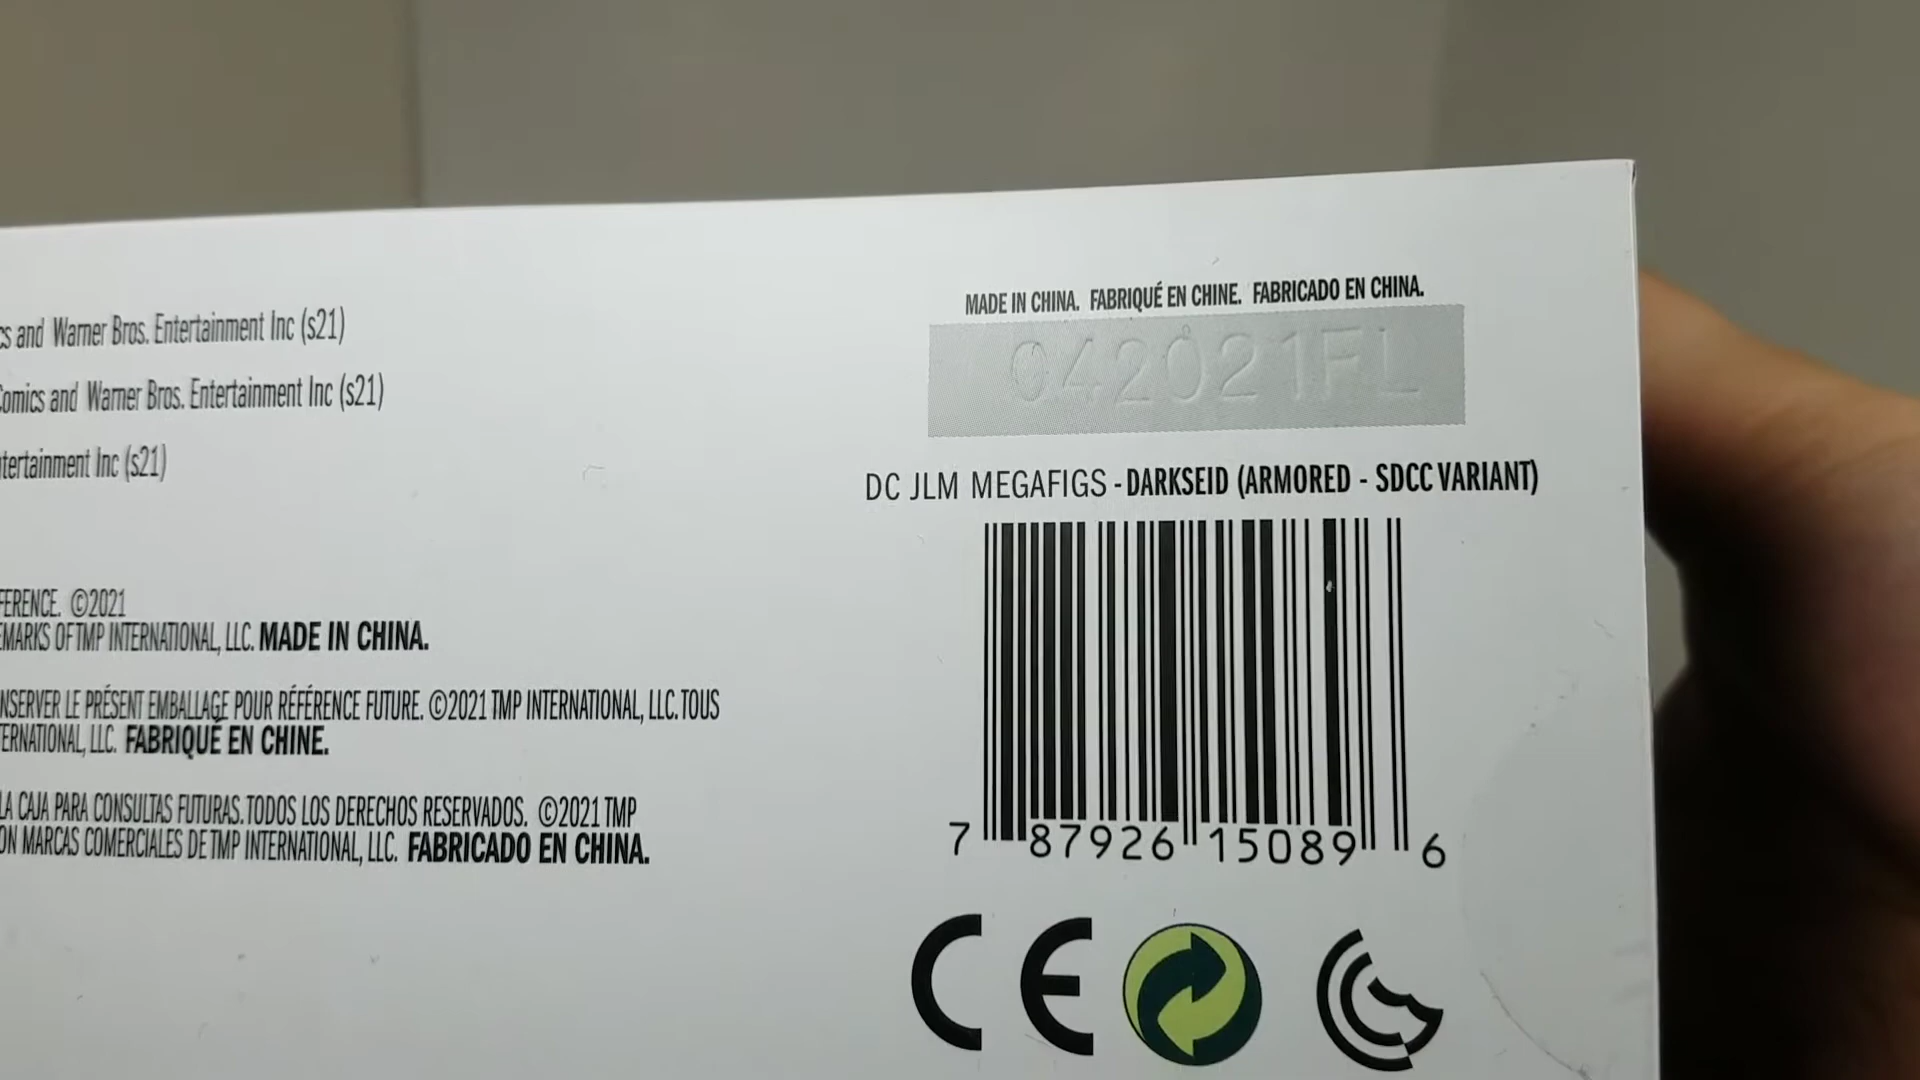 cs and Warner Bros. Entertainment Inc (s21)
Comics and Warner Bros. Entertainment Inc (s21)
ntertainment Inc (s21)
FERENCE. ©2021
EMARKS OF TMP INTERNATIONAL, LLC. MADE IN CHINA.
NSERVER LE PRÉSENT EMBALLAGE POUR RÉFÉRENCE FUTURE. ©2021 TMP INTERNATIONAL, LLC. TOUS
ERNATIONAL, LLC. FABRIQUÉ EN CHINE.
LA CAJA PARA CONSULTAS FUTURAS. TODOS LOS DERECHOS RESERVADOS. ©2021 TMP
ON MARCAS COMERCIALES DE TMP INTERNATIONAL, LLC. FABRICADO EN CHINA.
MADE IN CHINA. FABRIQUÉ EN CHINE. FABRICADO EN CHINA.
042021FL
DC JLM MEGAFIGS - DARKSEID (ARMORED - SDCC VARIANT)
7 87926 15089 6
CE